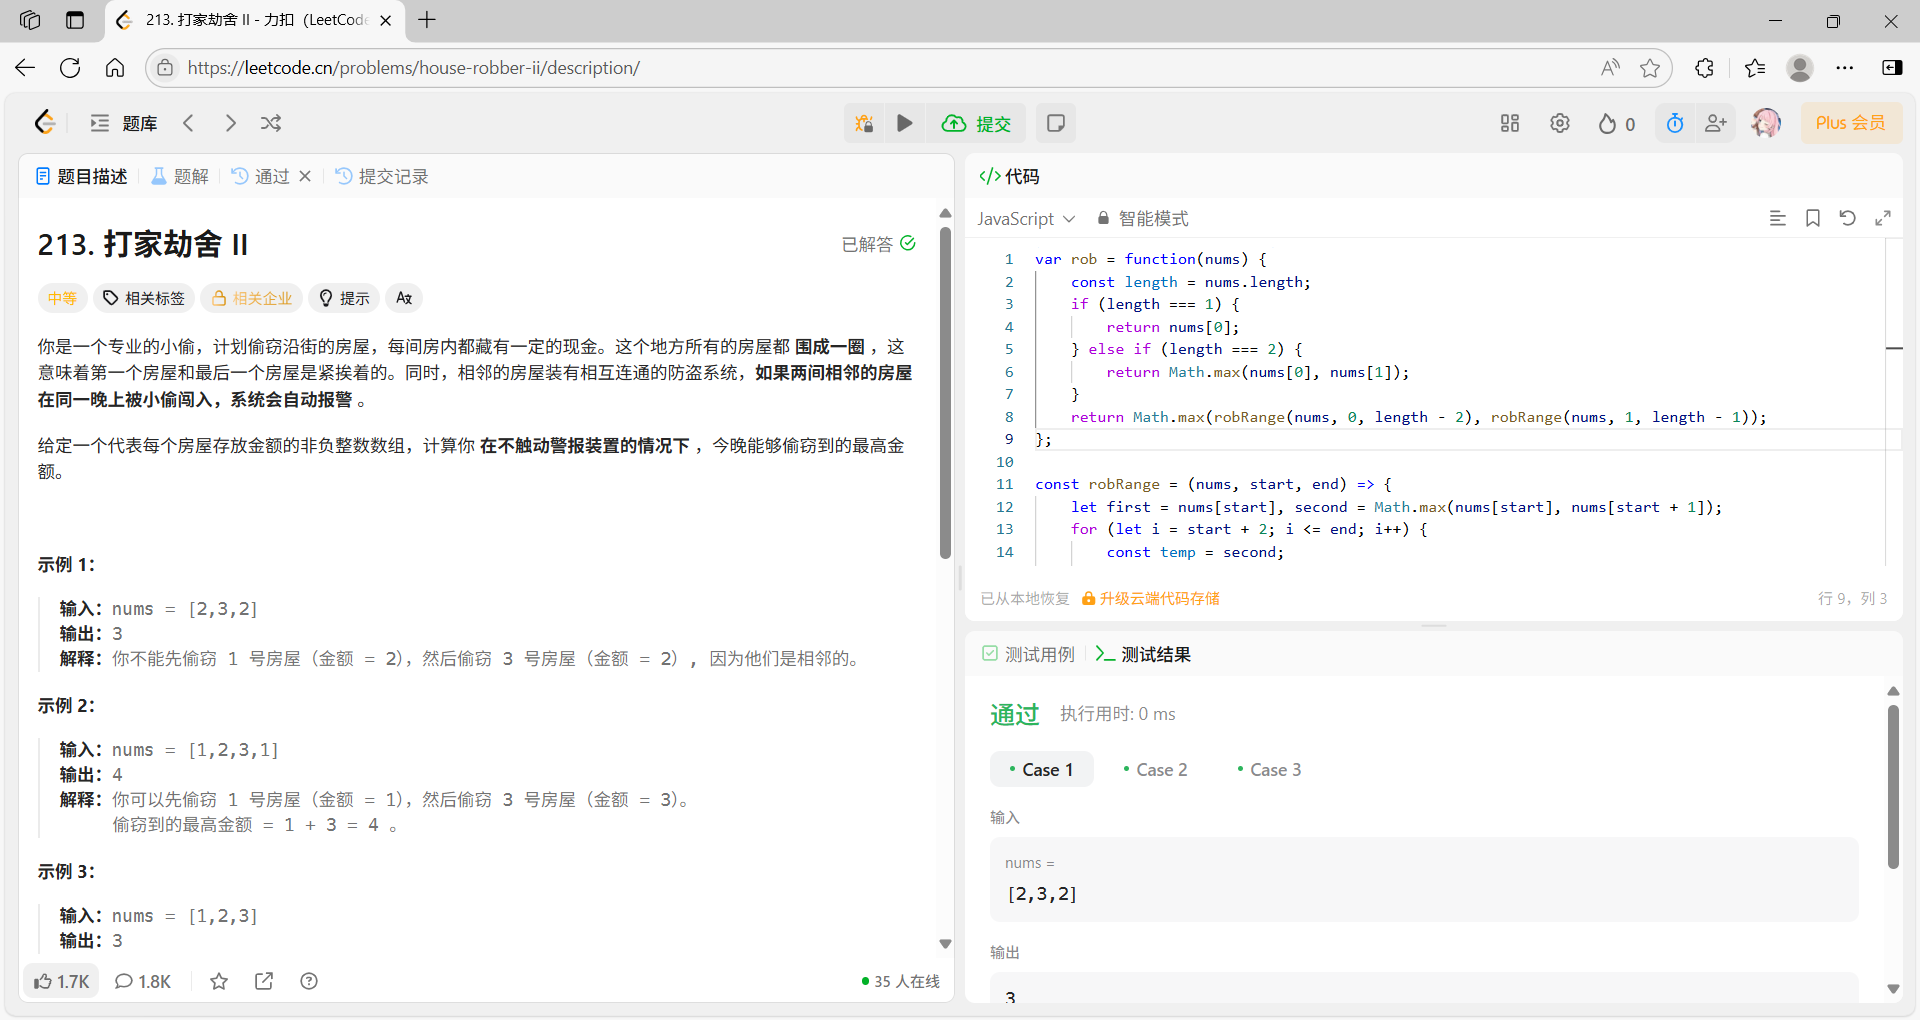 213. 打家劫舍 II - 力扣（LeetCode
https://leetcode.cn/problems/house-robber-ii/description/
题库
提交
0
Plus 会员
题目描述
题解
通过
提交记录
213. 打家劫舍 II
已解答
中等
相关标签
相关企业
提示
你是一个专业的小偷，计划偷窃沿街的房屋，每间房内都藏有一定的现金。这个地方所有的房屋都 围成一圈 ，这
意味着第一个房屋和最后一个房屋是紧挨着的。同时，相邻的房屋装有相互连通的防盗系统，如果两间相邻的房屋
在同一晚上被小偷闯入，系统会自动报警 。
给定一个代表每个房屋存放金额的非负整数数组，计算你 在不触动警报装置的情况下 ，今晚能够偷窃到的最高金
额。
示例 1：
输入：nums = [2,3,2]
输出：3
解释：你不能先偷窃 1 号房屋（金额 = 2），然后偷窃 3 号房屋（金额 = 2）, 因为他们是相邻的。
示例 2：
输入：nums = [1,2,3,1]
输出：4
解释：你可以先偷窃 1 号房屋（金额 = 1），然后偷窃 3 号房屋（金额 = 3）。
偷窃到的最高金额 = 1 + 3 = 4 。
示例 3：
输入：nums = [1,2,3]
输出：3
1.7K
1.8K
35 人在线
代码
JavaScript
智能模式
1 var rob = function(nums) {
2 const length = nums.length;
3 if (length === 1) {
4 return nums[0];
5 } else if (length === 2) {
6 return Math.max(nums[0], nums[1]);
7 }
8 return Math.max(robRange(nums, 0, length - 2), robRange(nums, 1, length - 1));
9 };
10
11 const robRange = (nums, start, end) => {
12 let first = nums[start], second = Math.max(nums[start], nums[start + 1]);
13 for (let i = start + 2; i <= end; i++) {
14 const temp = second;
已从本地恢复
升级云端代码存储
行 9，列 3
测试用例
测试结果
通过
执行用时: 0 ms
Case 1
Case 2
Case 3
输入
nums =
[2,3,2]
输出
3